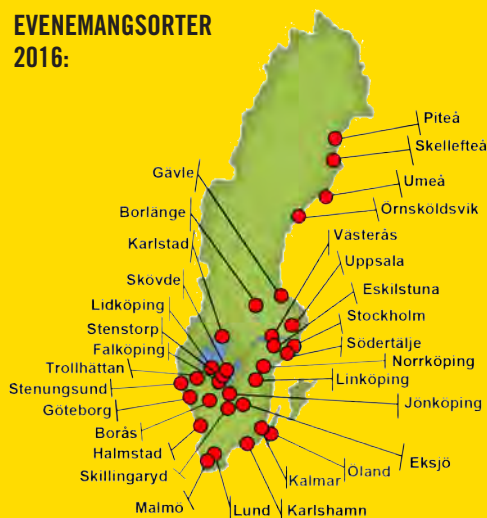 EVENEMANGSORTER
2016:
Piteå
Skellefteå
Umeå
Örnsköldsvik
Gävle
Borlänge
Karlstad
Skövde
Lidköping
Stenstorp
Falköping
Trollhättan
Stenungsund
Göteborg
Borås
Halmstad
Skillingaryd
Malmö
Lund
Karlshamn
Kalmar
Öland
Eksjö
Jönköping
Linköping
Norrköping
Södertälje
Stockholm
Eskilstuna
Uppsala
Västerås